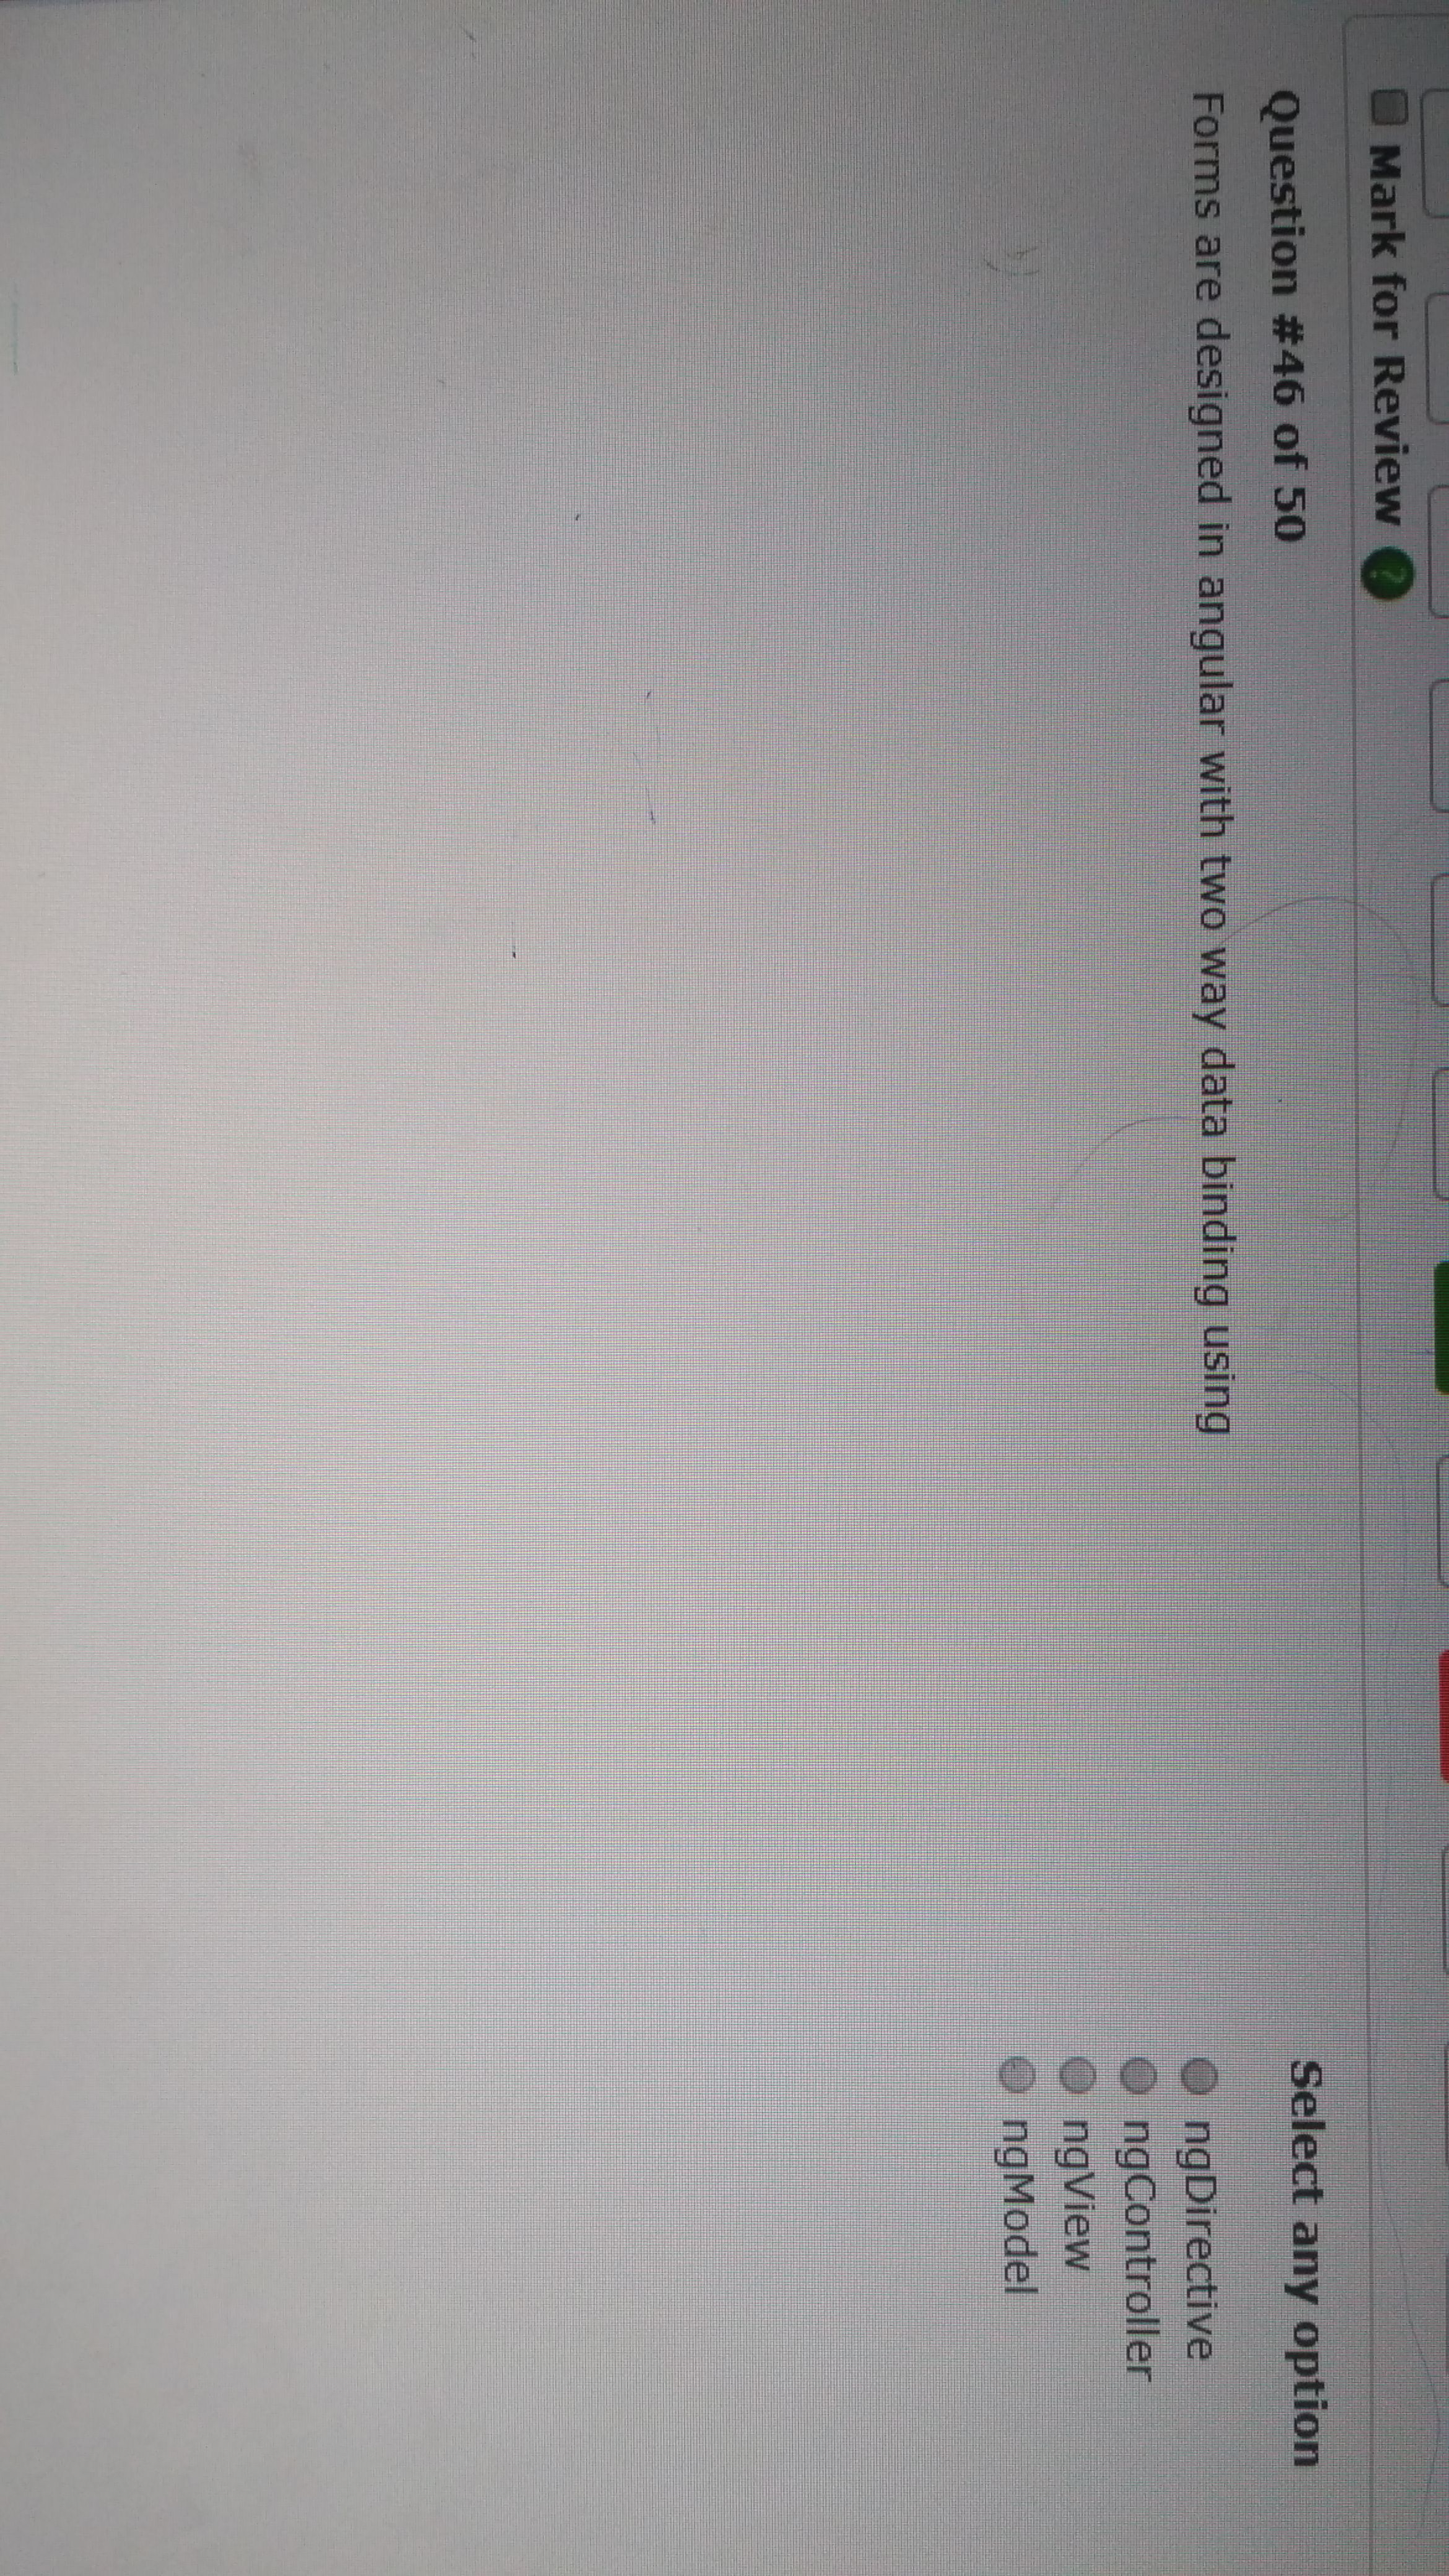 Mark for Review ?
Question #46 of 50
Forms are designed in angular with two way data binding using
Select any option
ngDirective
ngController
ngView
ngModel